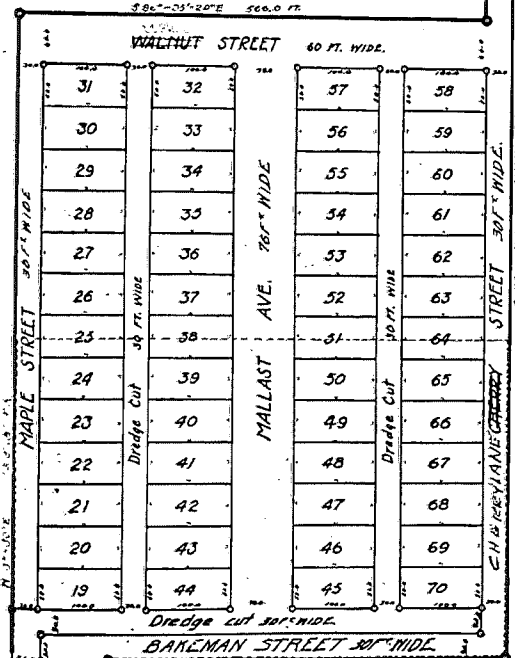 566.0 FT.
WALNUT STREET 60 FT. WIDE.
31 32 57 58
30 33 56 59
29 34 55 60
28 35 54 61
27 36 53 62
26 37 52 63
25 38 51 64
24 39 50 65
23 40 49 66
22 41 48 67
21 42 47 68
20 43 46 69
19 44 45 70
MAPLE STREET 30 FT WIDE
Dredge Cut 30 FT. WIDE
MALLAST AVE. 76 FT WIDE
Dredge Cut 30 FT. WIDE
STREET 30 FT WIDE.
Dredge cut 30 FT WIDE
BAKEMAN STREET 30 FT WIDE